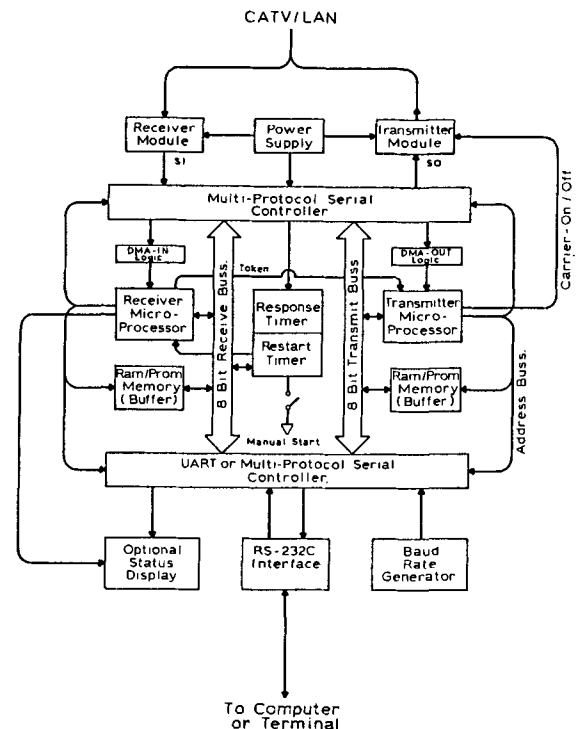 CATV/LAN
Receiver
Module
Power
Supply
Transmitter
Module
SI
SO
Multi-Protocol Serial
Controller
Carrier-On / Off
DMA-IN
Logic
DMA-OUT
Logic
Token
8 Bit Receive Buss.
8 Bit Transmit Buss.
Receiver
Micro-
Processor
Response
Timer
Restart
Timer
Transmitter
Micro-
Processor
Ram/Prom
Memory
(Buffer)
Ram/Prom
Memory
(Buffer)
Address Buss.
Manual Start
UART or Multi-Protocol Serial
Controller.
Optional
Status
Display
RS-232C
Interface
Baud
Rate
Generator
To Computer
or Terminal